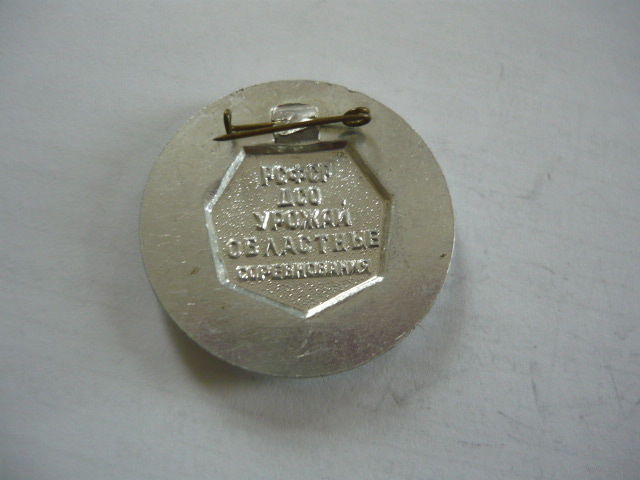 РСФСР
ДСО
УРОЖАЙ
ОБЛАСТНЫЕ
СОРЕВНОВАНИЯ